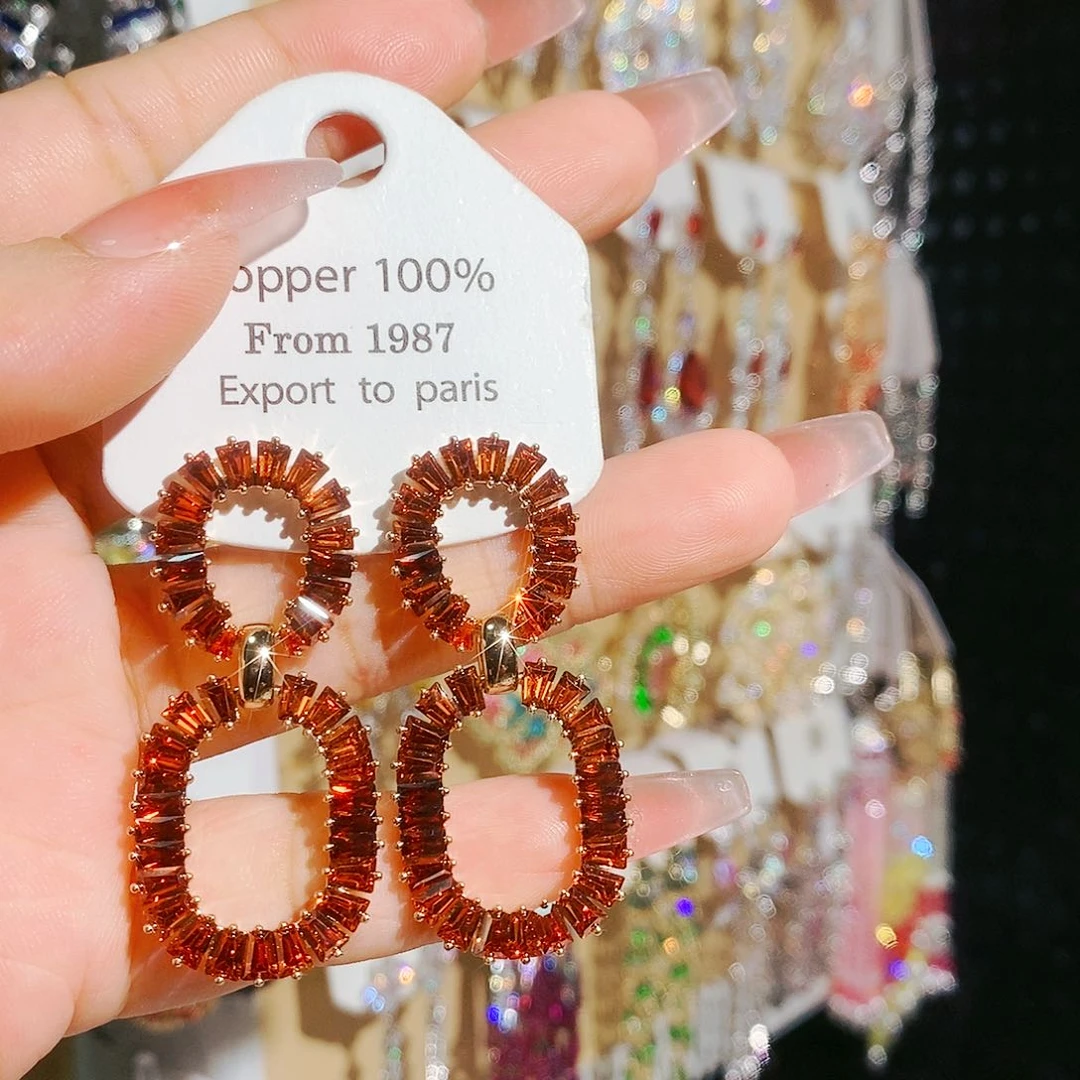 opper 100%
From 1987
Export to paris